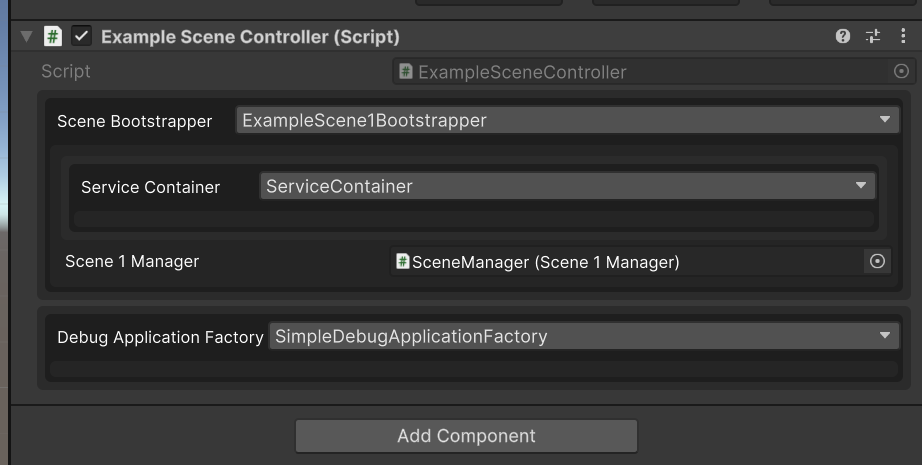 Example Scene Controller (Script)
Script ExampleSceneController
Scene Bootstrapper ExampleScene1Bootstrapper
Service Container ServiceContainer
Scene 1 Manager SceneManager (Scene 1 Manager)
Debug Application Factory SimpleDebugApplicationFactory
Add Component